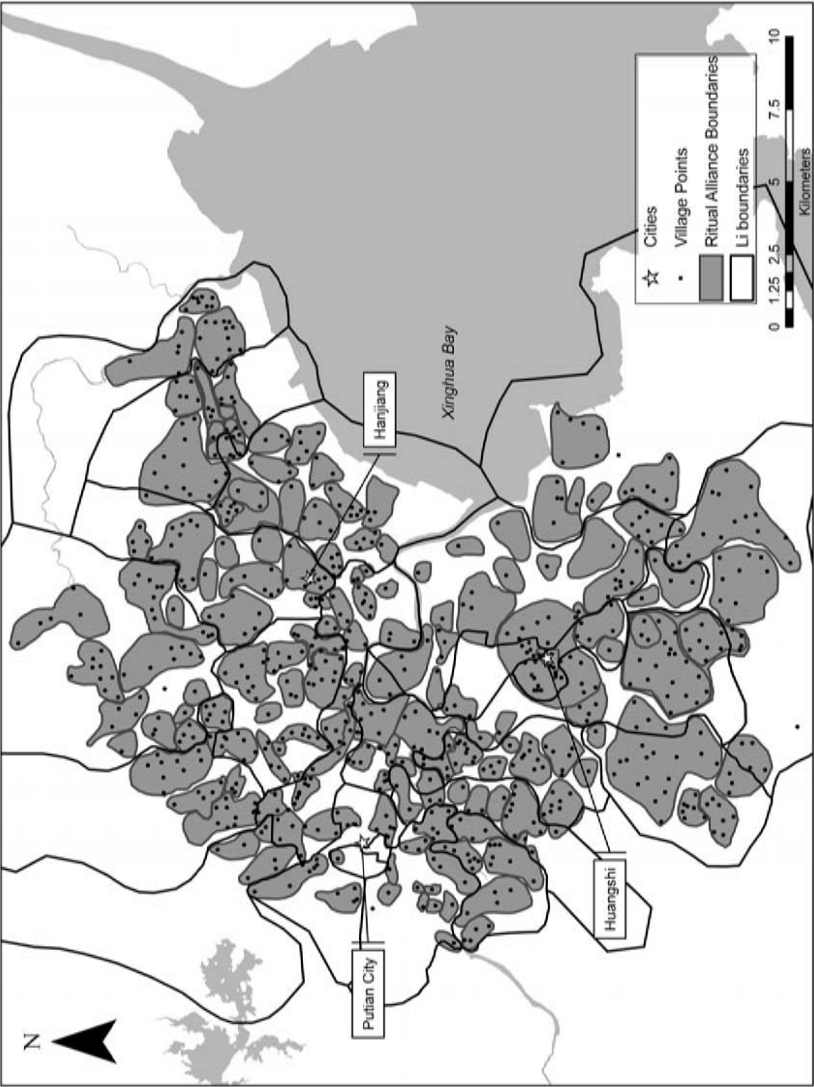 N
Putian City
Hanjiang
Huangshi
Xinghua Bay
Cities
Village Points
Ritual Alliance Boundaries
Li boundaries
0 1.25 2.5 5 7.5 10
Kilometers